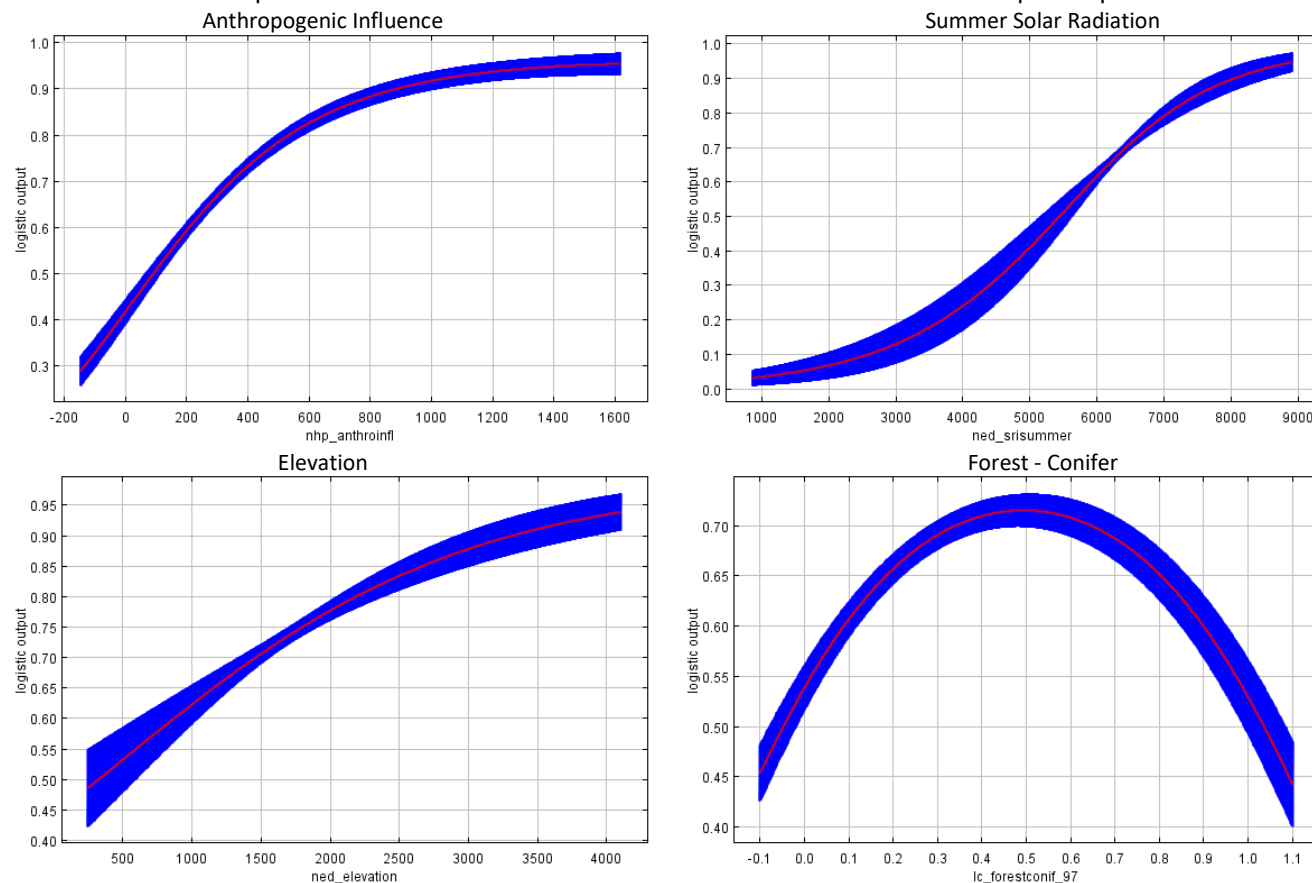 Anthropogenic Influence
1.0
0.9
0.8
0.7
0.6
0.5
0.4
0.3
logistic output
-200 0 200 400 600 800 1000 1200 1400 1600
nhp_anthroinfl
Summer Solar Radiation
1.0
0.9
0.8
0.7
0.6
0.5
0.4
0.3
0.2
0.1
0.0
logistic output
1000 2000 3000 4000 5000 6000 7000 8000 9000
ned_srisummer
Elevation
0.95
0.90
0.85
0.80
0.75
0.70
0.65
0.60
0.55
0.50
0.45
0.40
logistic output
500 1000 1500 2000 2500 3000 3500 4000
ned_elevation
Forest - Conifer
0.70
0.65
0.60
0.55
0.50
0.45
0.40
logistic output
-0.1 0.0 0.1 0.2 0.3 0.4 0.5 0.6 0.7 0.8 0.9 1.0 1.1
lc_forestconif_97